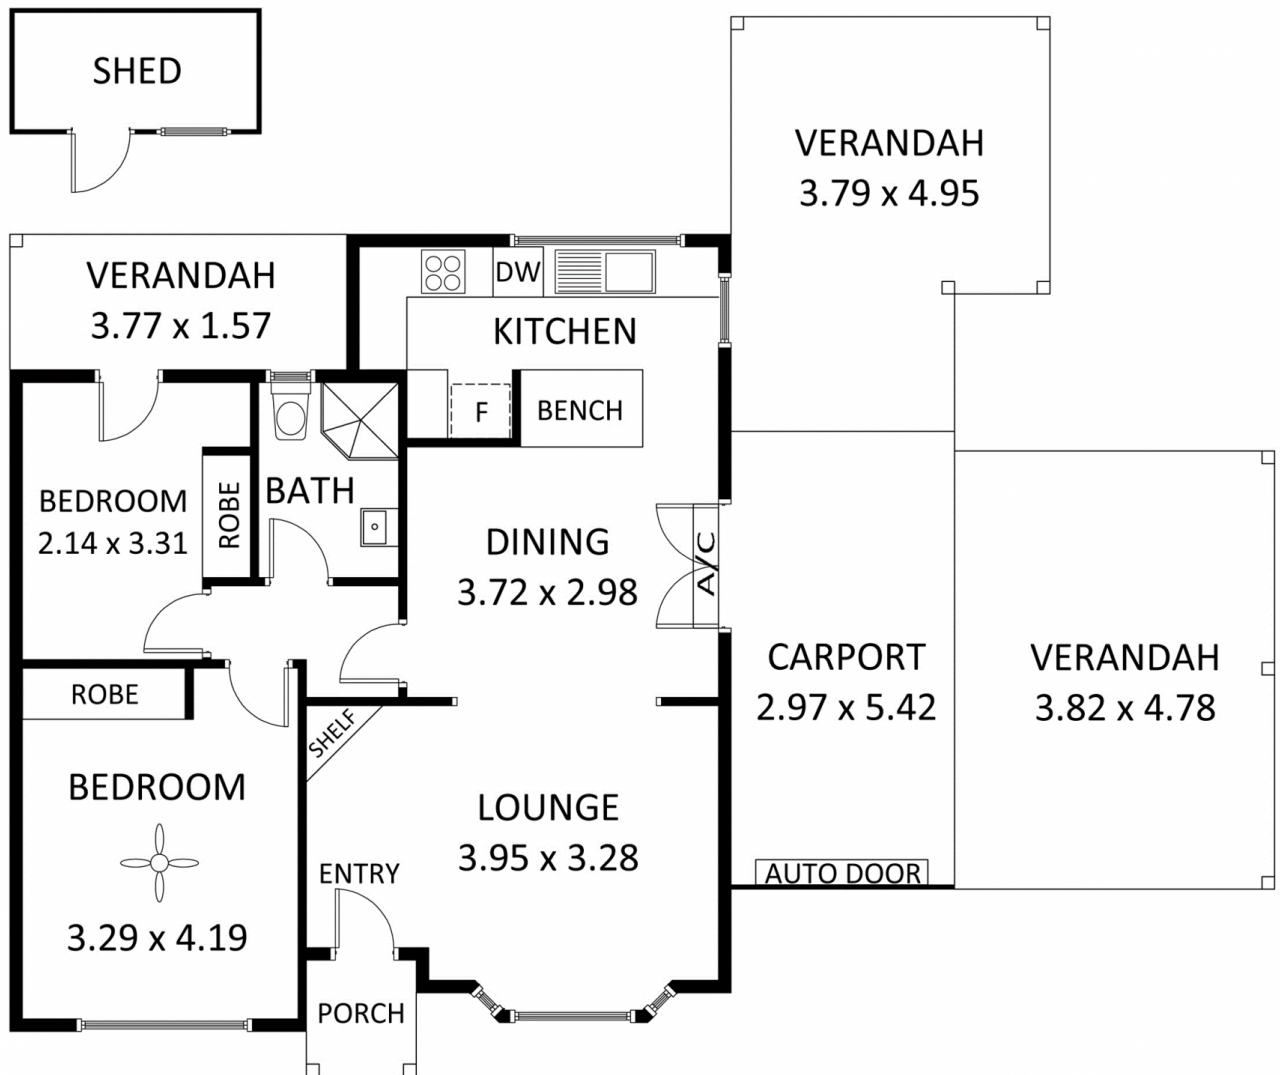 SHED
VERANDAH
3.79 x 4.95
VERANDAH
3.77 x 1.57
DW
KITCHEN
F
BENCH
BEDROOM
2.14 x 3.31
ROBE
BATH
DINING
3.72 x 2.98
A/C
CARPORT
2.97 x 5.42
VERANDAH
3.82 x 4.78
ROBE
SHELF
BEDROOM
3.29 x 4.19
LOUNGE
3.95 x 3.28
ENTRY
AUTO DOOR
PORCH